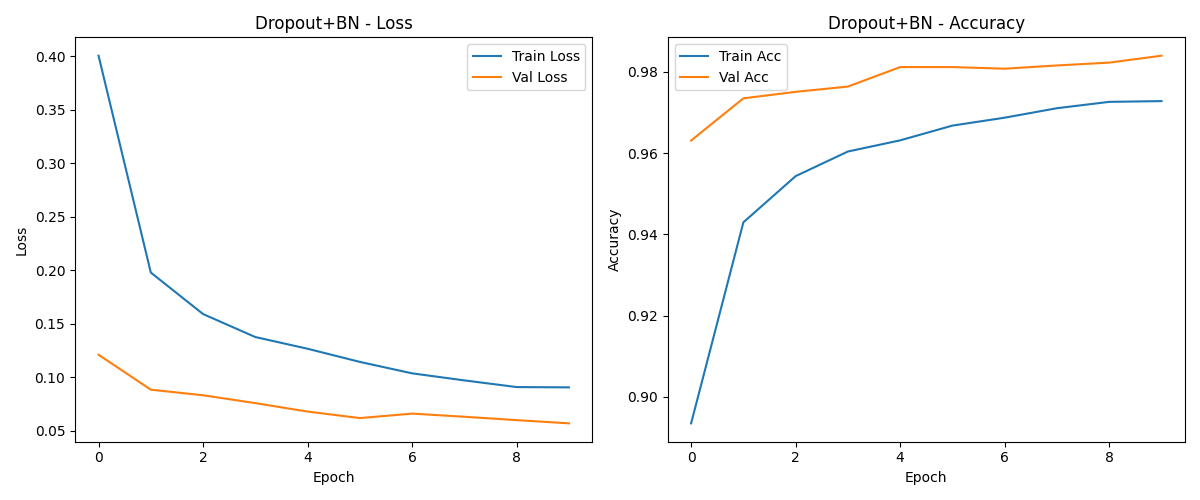 Dropout+BN - Loss
Loss
0.40
0.35
0.30
0.25
0.20
0.15
0.10
0.05
Train Loss
Val Loss
0
2
4
6
8
Epoch
Dropout+BN - Accuracy
Accuracy
0.98
0.96
0.94
0.92
0.90
Train Acc
Val Acc
0
2
4
6
8
Epoch